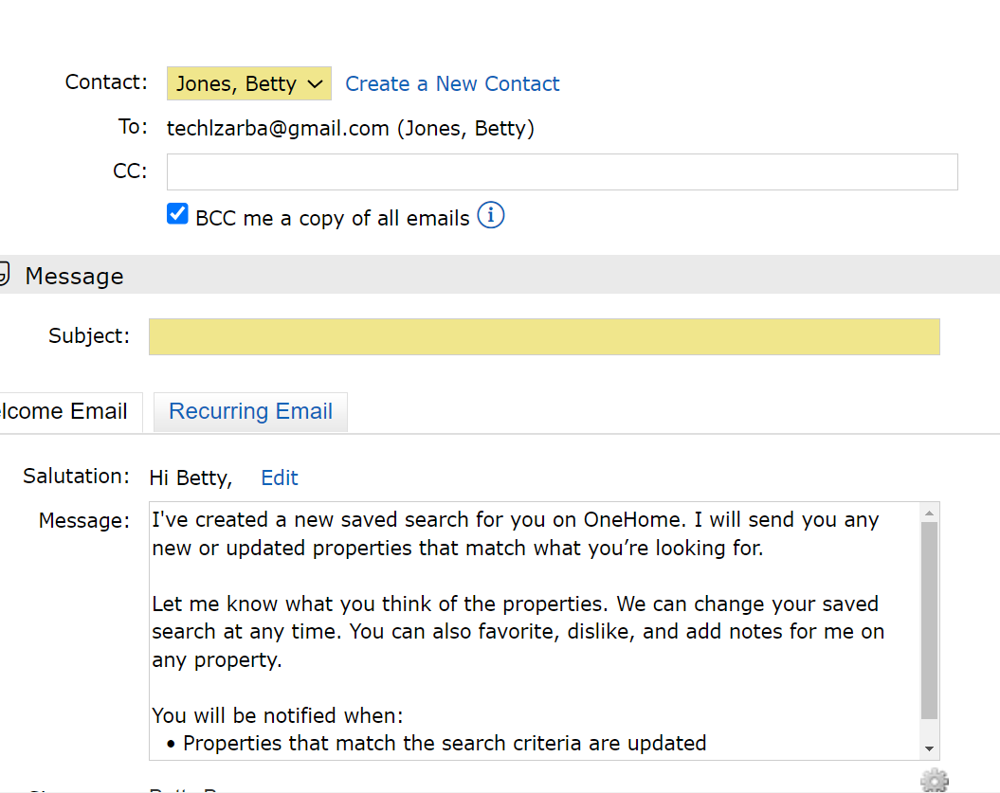 Contact: Jones, Betty Create a New Contact
To: techlzarba@gmail.com (Jones, Betty)
CC:
BCC me a copy of all emails
Message
Subject:
lcome Email Recurring Email
Salutation: Hi Betty, Edit
Message: I've created a new saved search for you on OneHome. I will send you any
new or updated properties that match what you’re looking for.
Let me know what you think of the properties. We can change your saved
search at any time. You can also favorite, dislike, and add notes for me on
any property.
You will be notified when:
• Properties that match the search criteria are updated